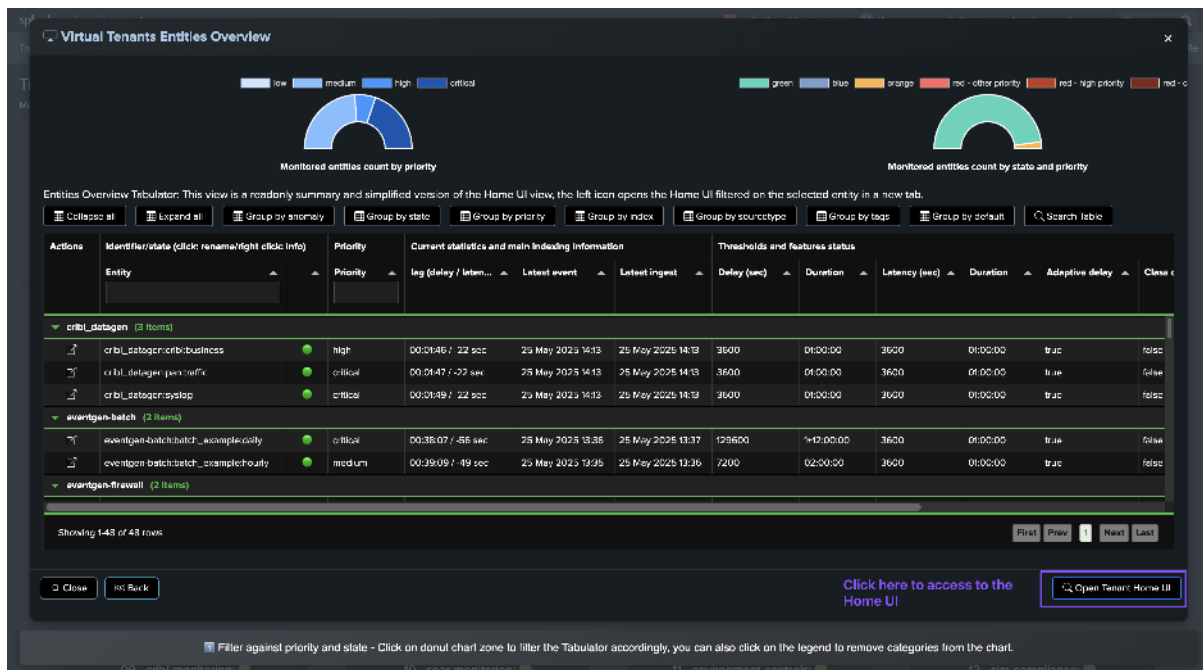 Virtual Tenants Entities Overview
×
low medium high critical
green blue orange red - other priority red - high priority red - c
Monitored entities count by priority
Monitored entities count by state and priority
Entities Overview Tabulator: This view is a readonly summary and simplified version of the Home UI view, the left icon opens the Home UI filtered on the selected entity in a new tab.
Collapse all Expand all Group by anomaly Group by state Group by priority Group by index Group by sourcetype Group by tags Group by default Search Table
Actions Identifier/state (click: rename/right click: info) Priority Current statistics and main indexing information Thresholds and features status
Entity Priority lag (delay / laten... Latest event Latest ingest Delay (sec) Duration Latency (sec) Duration Adaptive delay Class c
cribl_datagen (3 items)
cribl_datagen:cribl:business high 00:01:46 / -22 sec 25 May 2025 14:13 25 May 2025 14:13 3600 01:00:00 3600 01:00:00 true false
cribl_datagen:pan:traffic critical 00:01:47 / -22 sec 25 May 2025 14:13 25 May 2025 14:13 3600 01:00:00 3600 01:00:00 true false
cribl_datagen:syslog critical 00:01:49 / -22 sec 25 May 2025 14:13 25 May 2025 14:13 3600 01:00:00 3600 01:00:00 true false
eventgen-batch (2 items)
eventgen-batch:batch_example:daily critical 00:38:07 / -56 sec 25 May 2025 13:36 25 May 2025 13:37 129600 1+12:00:00 3600 01:00:00 true false
eventgen-batch:batch_example:hourly medium 00:39:09 / -49 sec 25 May 2025 13:35 25 May 2025 13:36 7200 02:00:00 3600 01:00:00 true false
eventgen-firewall (2 items)
Showing 1-48 of 48 rows
First Prev 1 Next Last
Close Back
Click here to access to the
Home UI
Open Tenant Home UI
1 Filter against priority and state - Click on donut chart zone to filter the Tabulator accordingly, you can also click on the legend to remove categories from the chart.